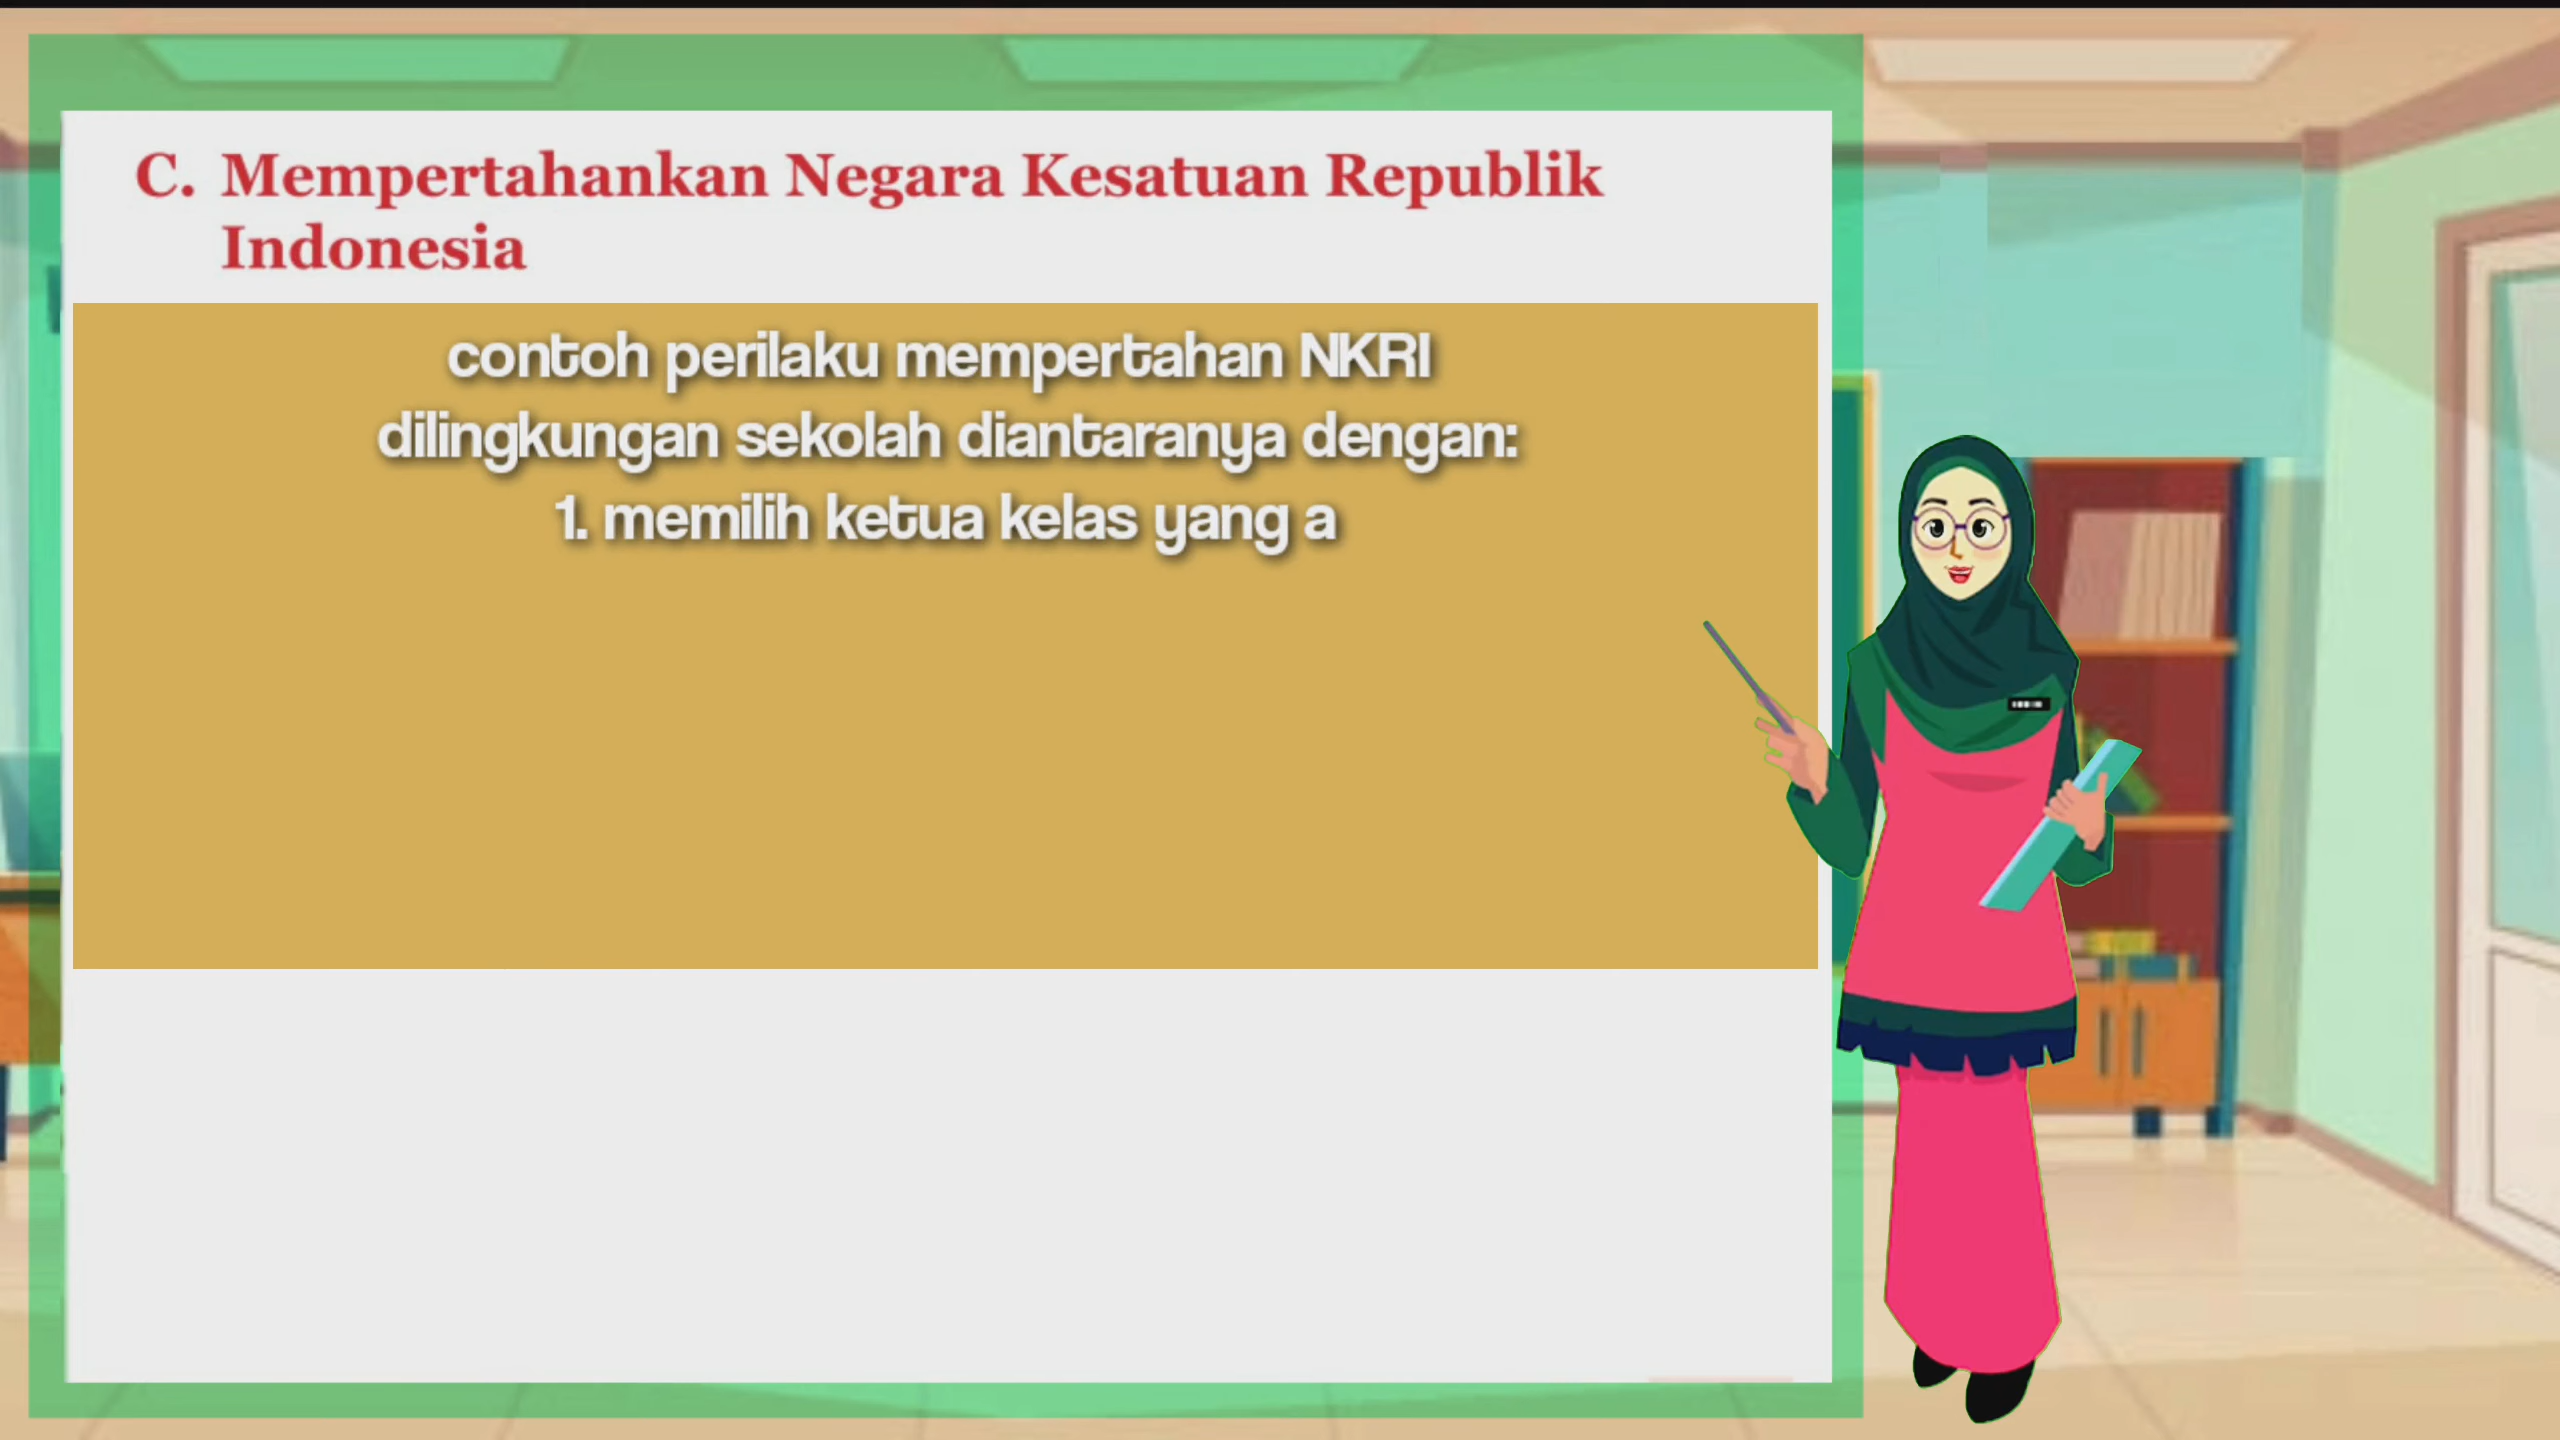 C. Mempertahankan Negara Kesatuan Republik
Indonesia
contoh perilaku mempertahan NKRI
dilingkungan sekolah diantaranya dengan:
1. memilih ketua kelas yang a